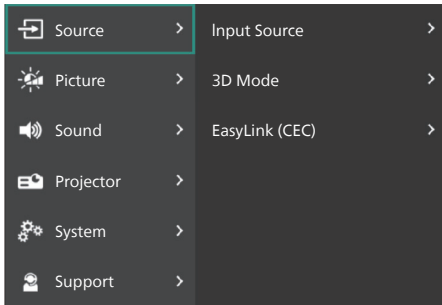 Source
Picture
Sound
Projector
System
Support
Input Source
3D Mode
EasyLink (CEC)